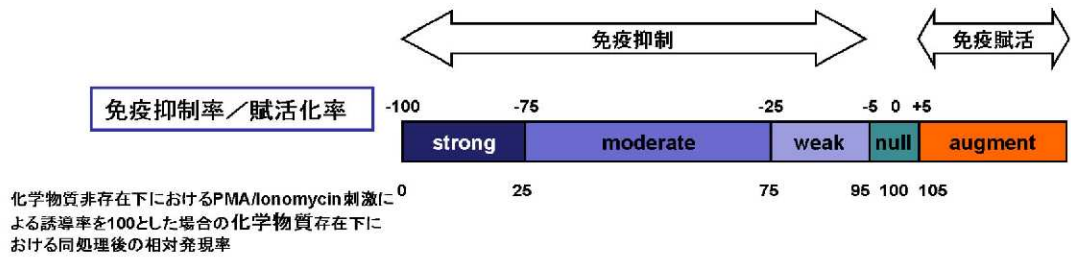 免疫抑制 免疫賦活
免疫抑制率／賦活化率
-100 -75 -25 -5 0 +5
strong moderate weak null augment
0 25 75 95 100 105
化学物質非存在下におけるPMA/Ionomycin刺激に
よる誘導率を100とした場合の化学物質存在下に
おける同処理後の相対発現率